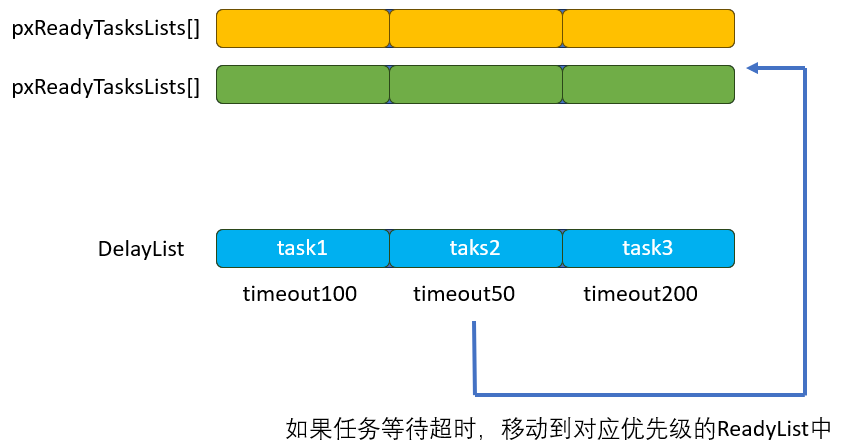 pxReadyTasksLists[]
pxReadyTasksLists[]
DelayList
task1
taks2
task3
timeout100
timeout50
timeout200
如果任务等待超时，移动到对应优先级的ReadyList中